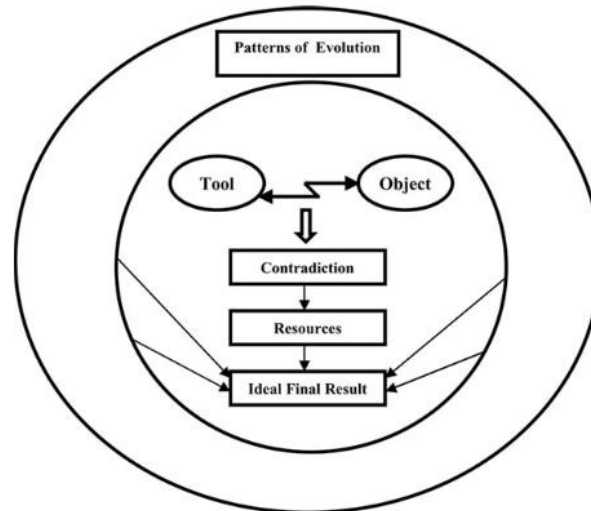 Patterns of Evolution
Tool
Object
Contradiction
Resources
Ideal Final Result